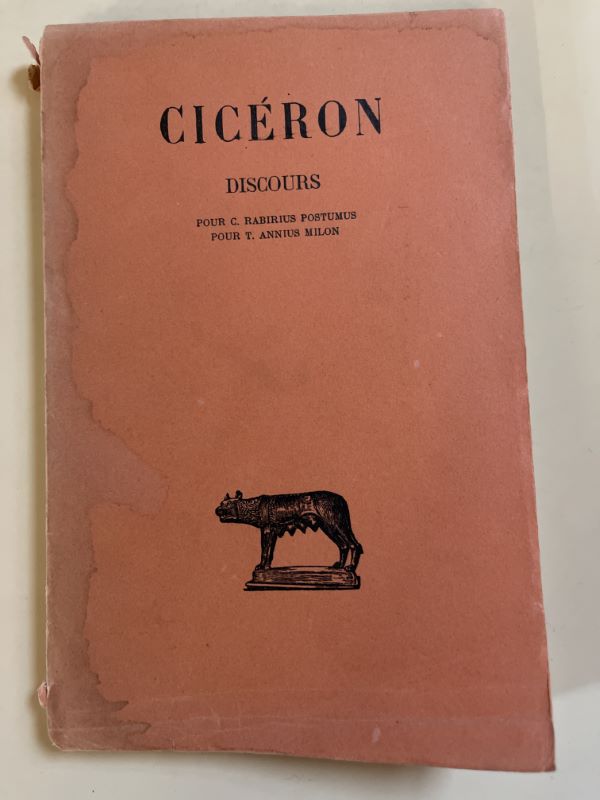 CICÉRON
DISCOURS
POUR C. RABIRIUS POSTUMUS
POUR T. ANNIUS MILON